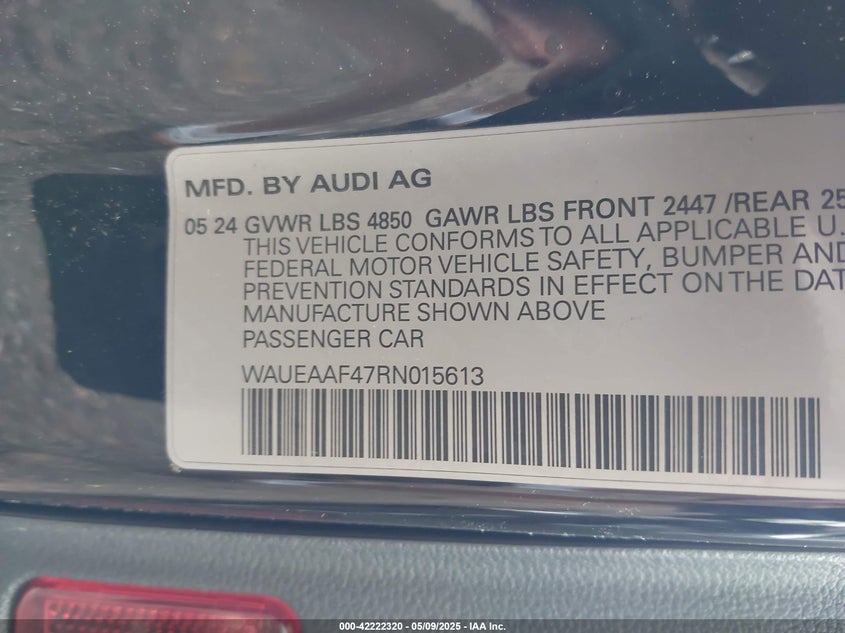 MFD. BY AUDI AG
05 24 GVWR LBS 4850 GAWR LBS FRONT 2447 /REAR 25
THIS VEHICLE CONFORMS TO ALL APPLICABLE U.
FEDERAL MOTOR VEHICLE SAFETY, BUMPER AND
PREVENTION STANDARDS IN EFFECT ON THE DAT
MANUFACTURE SHOWN ABOVE
PASSENGER CAR
WAUEAAF47RN015613
000-42222320 - 05/09/2025 - IAA Inc.